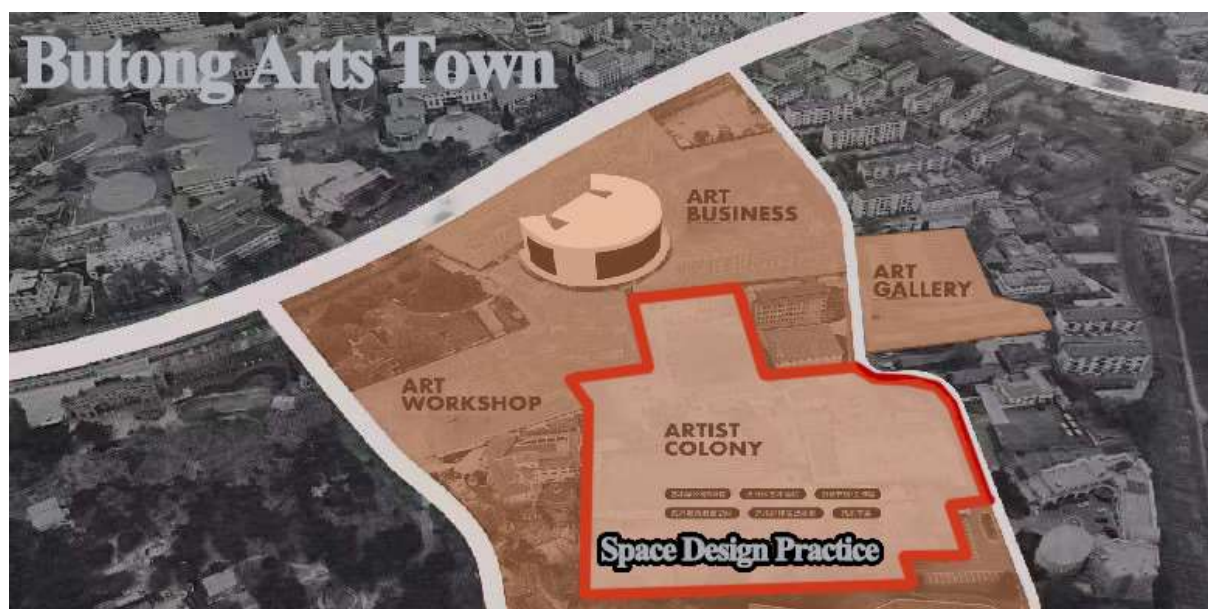 Butong Arts Town
ART
BUSINESS
ART
GALLERY
ART
WORKSHOP
ARTIST
COLONY
Space Design Practice